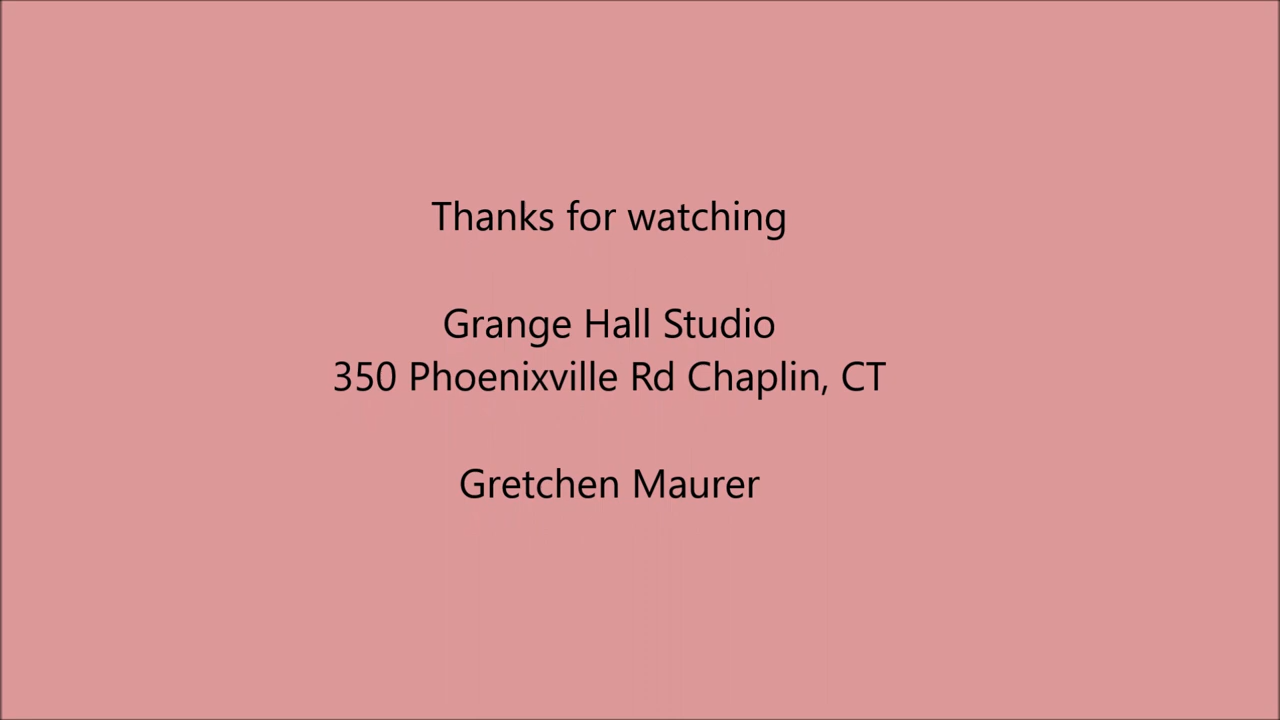 Thanks for watching
Grange Hall Studio
350 Phoenixville Rd Chaplin, CT
Gretchen Maurer